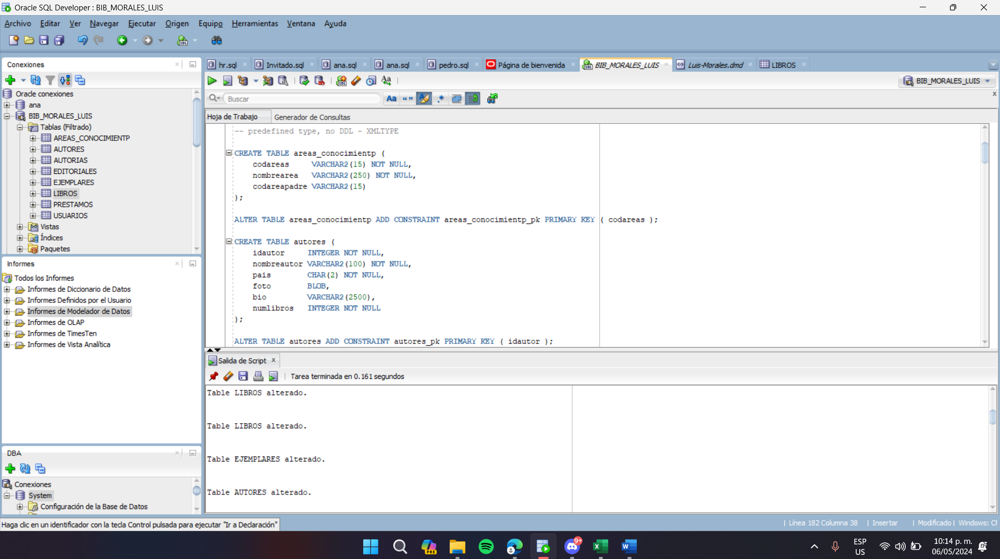 Oracle SQL Developer : BIB_MORALES_LUIS
Archivo Editar Ver Navegar Ejecutar Origen Equipo Herramientas Ventana Ayuda
Conexiones
Oracle conexiones
ana
BIB_MORALES_LUIS
Tablas (Filtrado)
AREAS_CONOCIMIENTP
AUTORES
AUTORIAS
EDITORIALES
EJEMPLARES
LIBROS
PRESTAMOS
USUARIOS
Vistas
Índices
Paquetes
Informes
Todos los Informes
Informes de Diccionario de Datos
Informes Definidos por el Usuario
Informes de Modelador de Datos
Informes de OLAP
Informes de TimesTen
Informes de Vista Analítica
DBA
Conexiones
System
Configuración de la Base de Datos
hr.sql Invitado.sql ana.sql ana.sql pedro.sql Página de bienvenida BIB_MORALES_LUIS Luis-Morales.dmd LIBROS
BIB_MORALES_LUIS
Buscar
Aa “” .*
Hoja de Trabajo Generador de Consultas
-- predefined type, no DDL - XMLTYPE
CREATE TABLE areas_conocimientp (
codareas VARCHAR2(15) NOT NULL,
nombrearea VARCHAR2(250) NOT NULL,
codareapadre VARCHAR2(15)
);
ALTER TABLE areas_conocimientp ADD CONSTRAINT areas_conocimientp_pk PRIMARY KEY ( codareas );
CREATE TABLE autores (
idautor INTEGER NOT NULL,
nombreautor VARCHAR2(100) NOT NULL,
pais CHAR(2) NOT NULL,
foto BLOB,
bio VARCHAR2(2500),
numlibros INTEGER NOT NULL
);
ALTER TABLE autores ADD CONSTRAINT autores_pk PRIMARY KEY ( idautor );
Salida de Script
Tarea terminada en 0.161 segundos
Table LIBROS alterado.
Table LIBROS alterado.
Table EJEMPLARES alterado.
Table AUTORES alterado.
Haga clic en un identificador con la tecla Control pulsada para ejecutar "Ir a Declaración"
| Línea 182 Columna 38 | Insertar | Modificado | Windows: C
PRE
9+
ESP
US
10:14 p. m.
06/05/2024